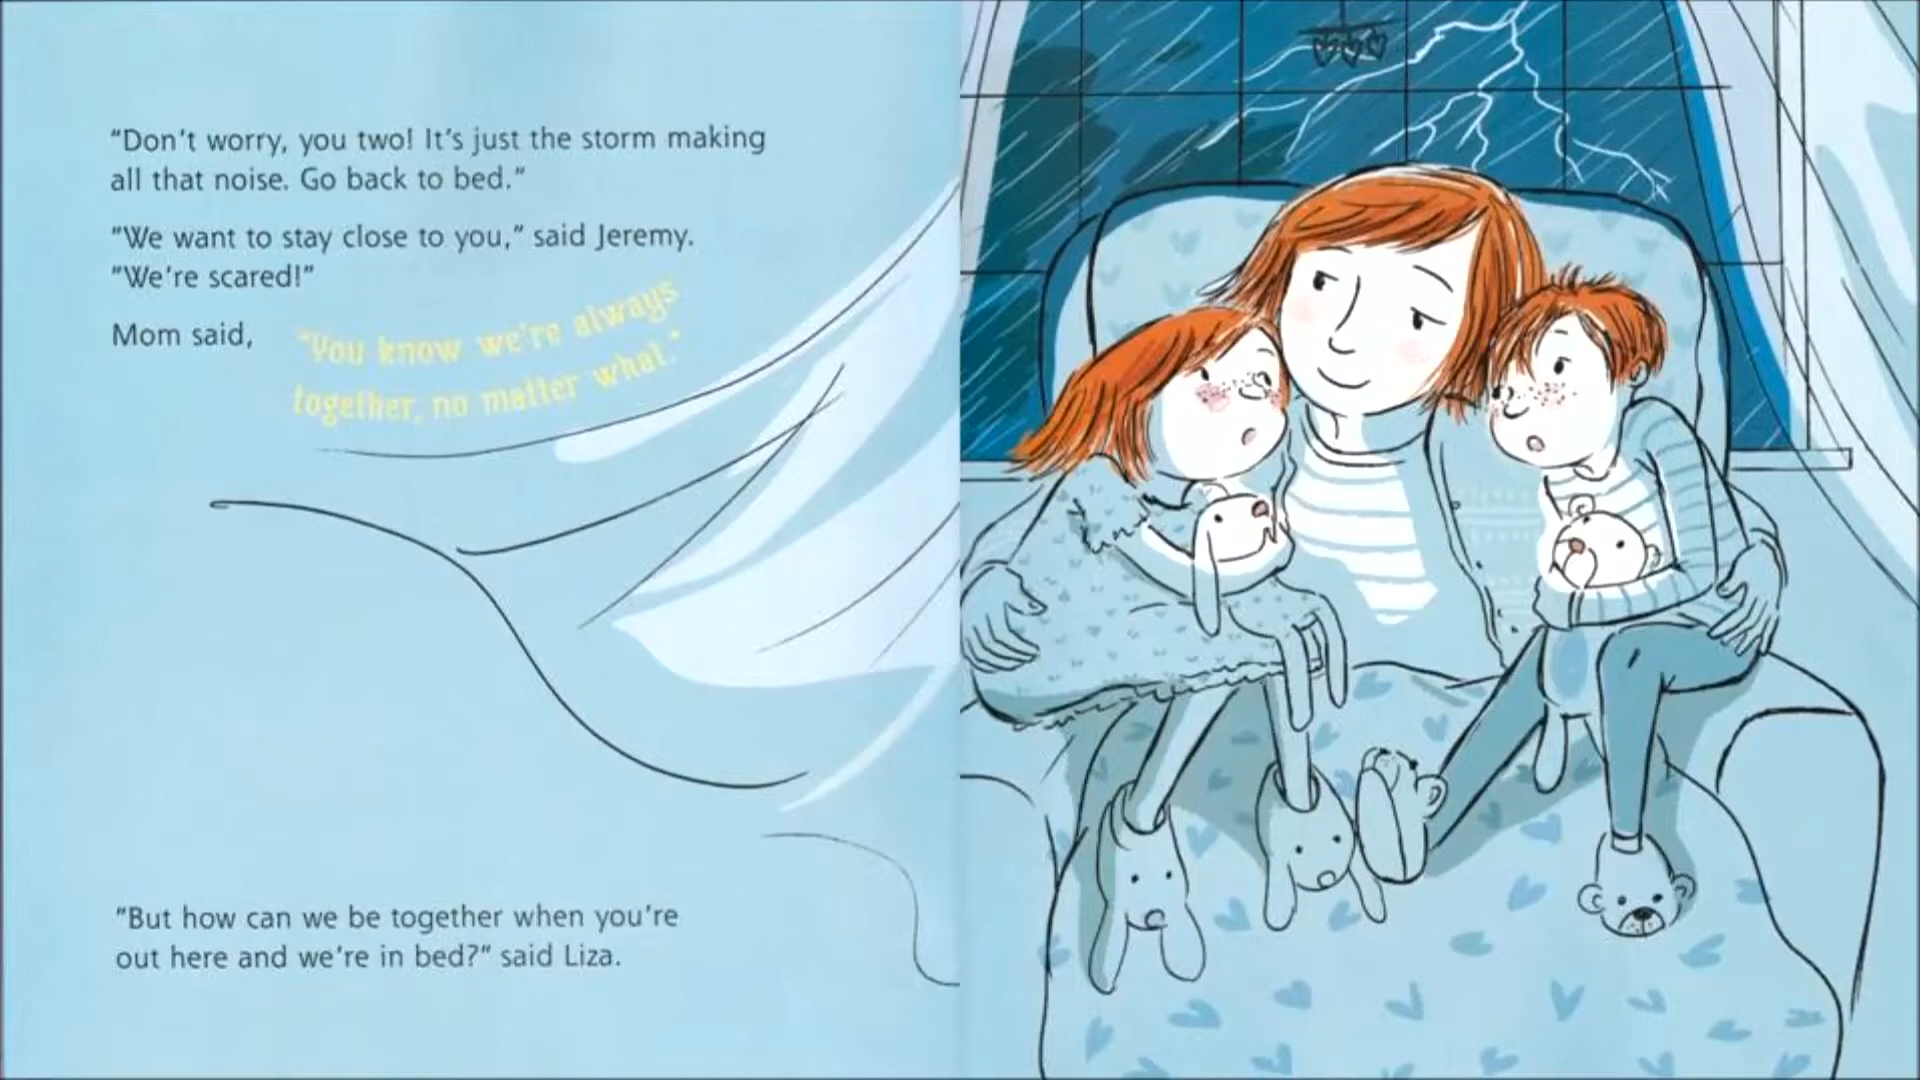 “Don’t worry, you two! It’s just the storm making
all that noise. Go back to bed.”
“We want to stay close to you,” said Jeremy.
“We’re scared!”
Mom said,
“You know we’re always
together, no matter what.”
“But how can we be together when you’re
out here and we’re in bed?” said Liza.